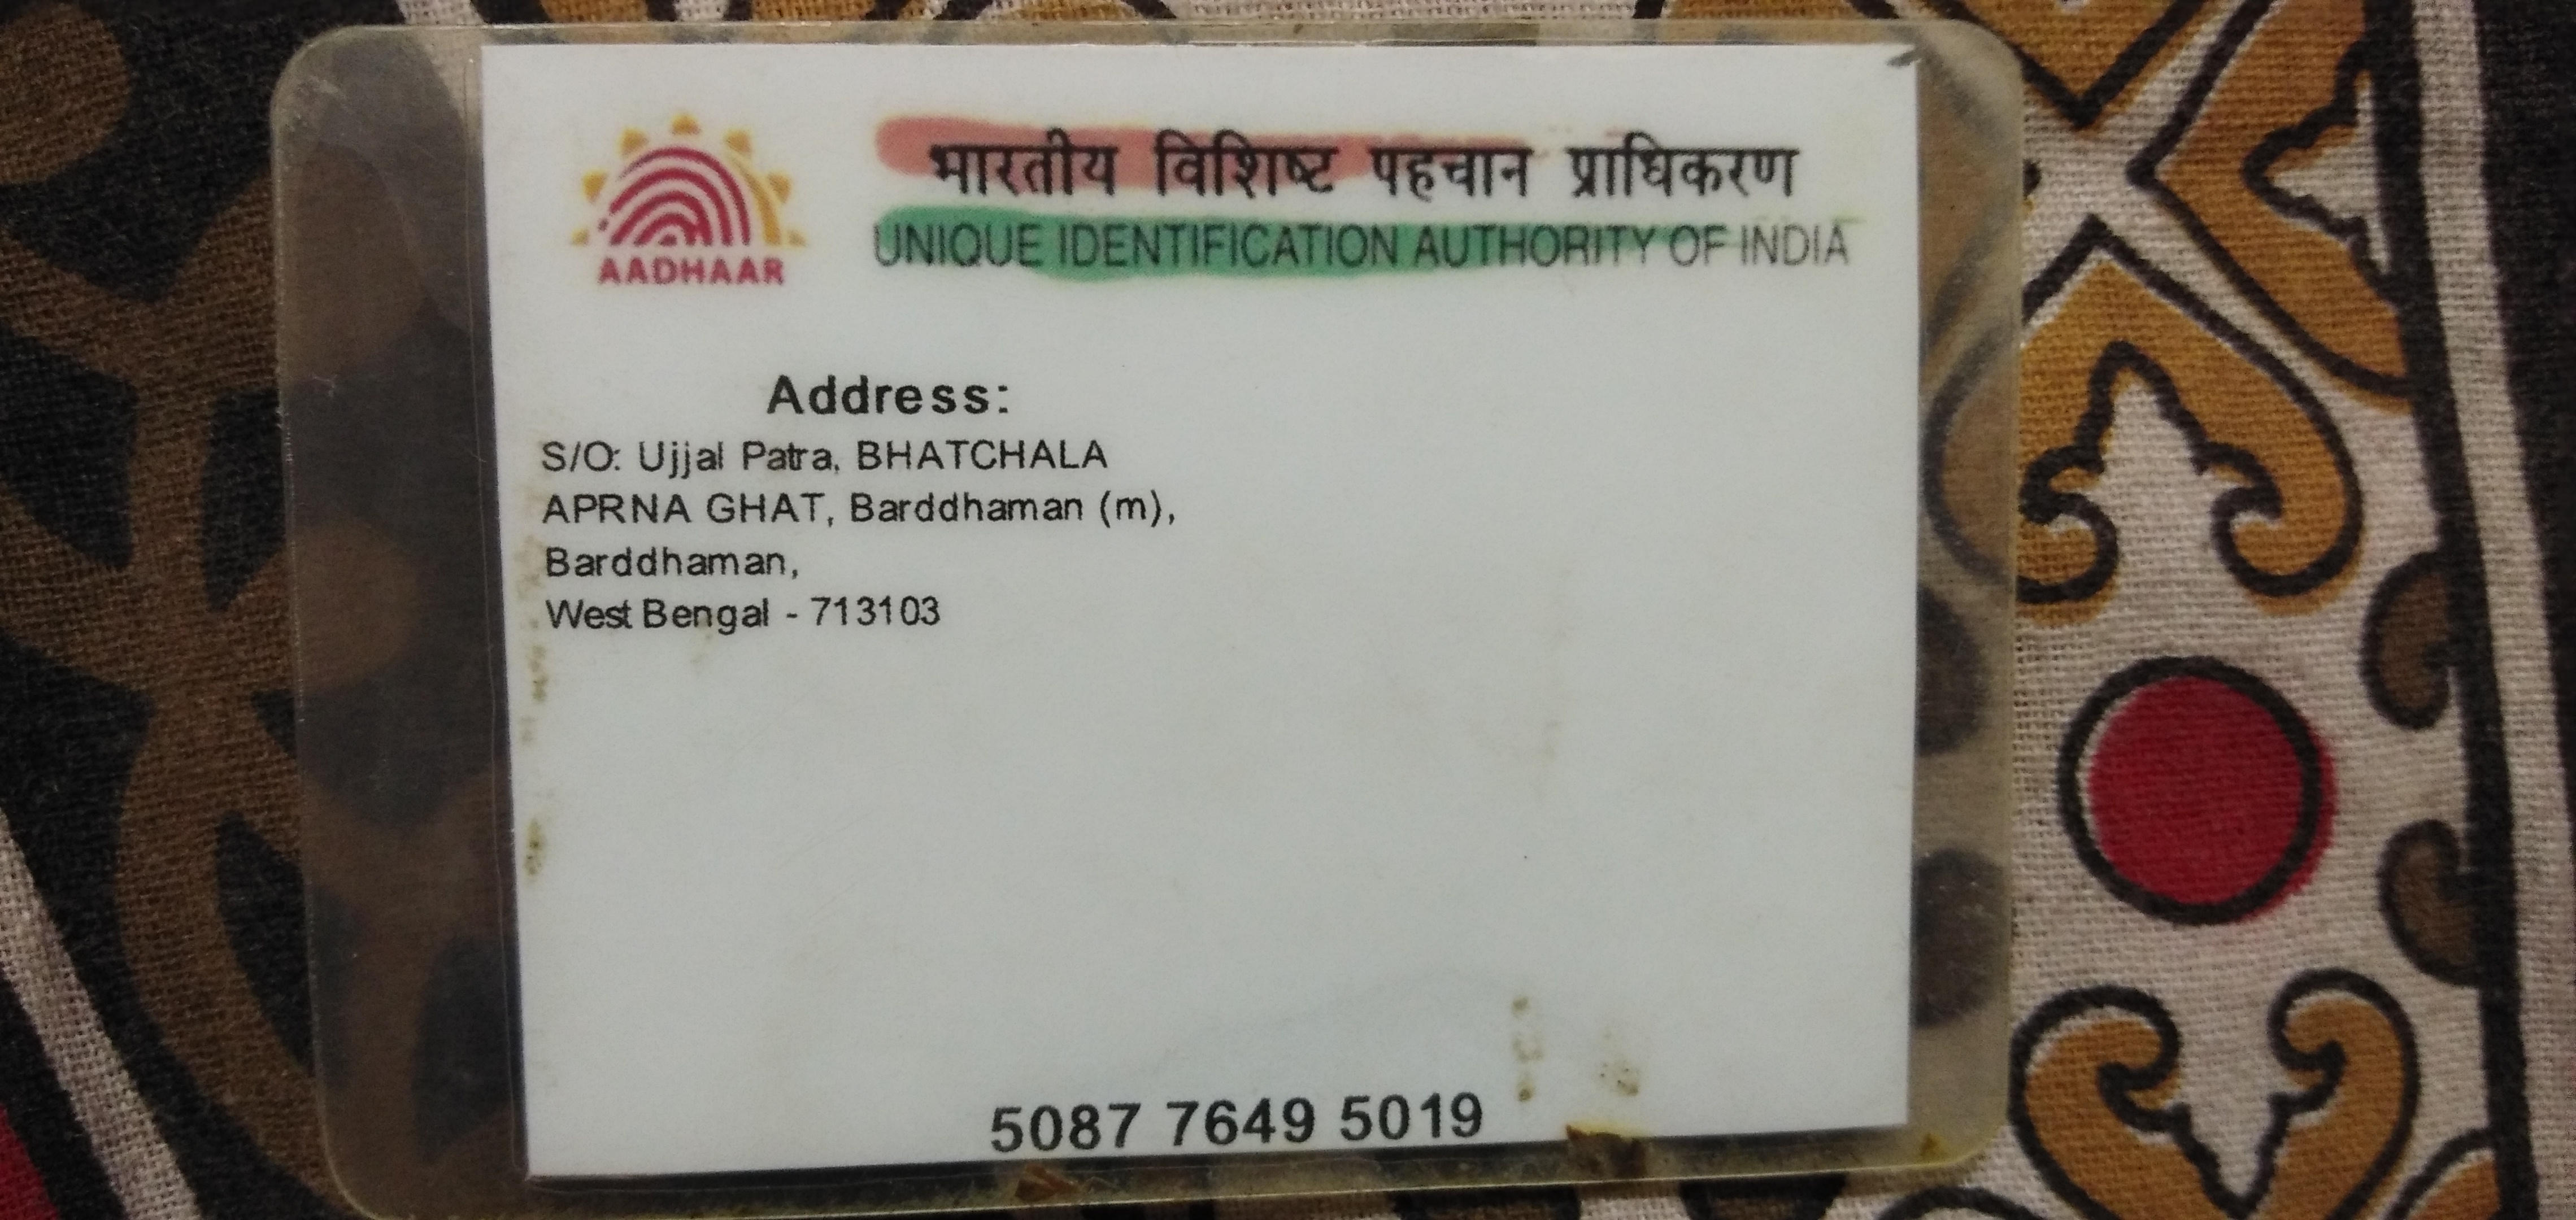 भारतीय विशिष्ट पहचान प्राधिकरण
UNIQUE IDENTIFICATION AUTHORITY OF INDIA
AADHAAR
Address:
S/O: Ujjal Patra, BHATCHALA
APRNA GHAT, Barddhaman (m),
Barddhaman,
West Bengal - 713103
5087 7649 5019